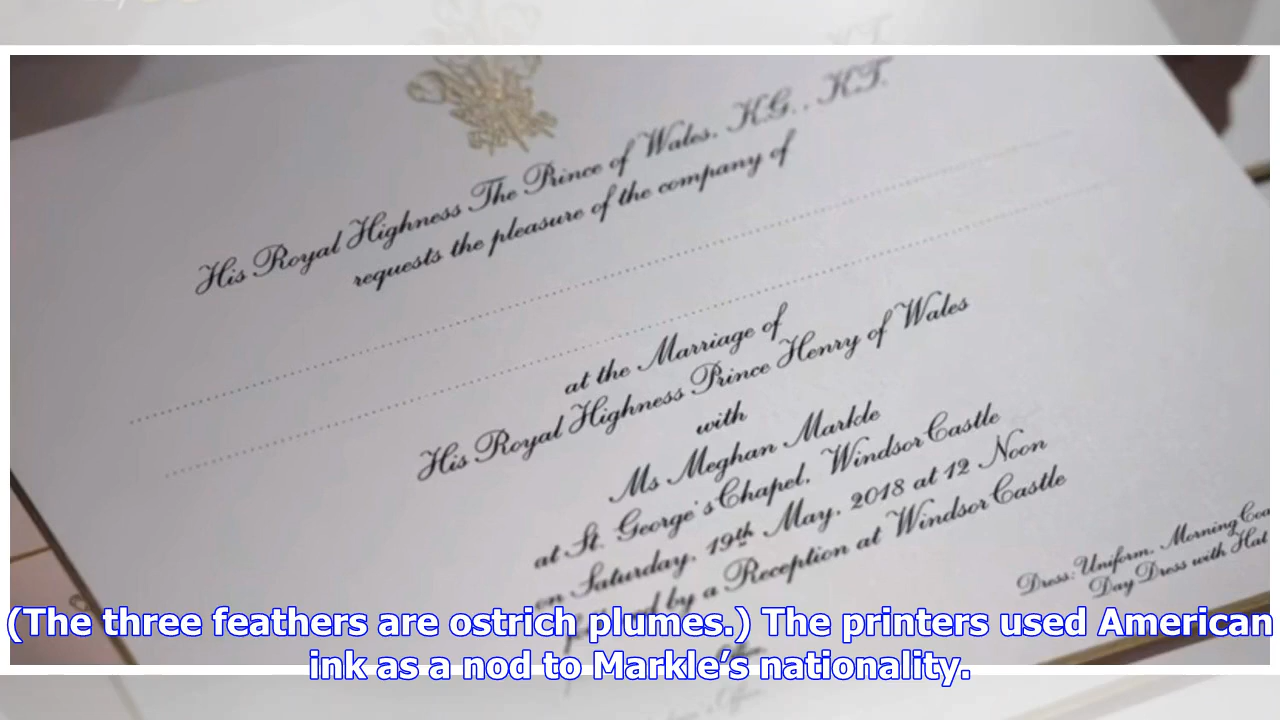 His Royal Highness The Prince of Wales, K.G., K.T.
requests the pleasure of the company of
at the Marriage of
His Royal Highness Prince Henry of Wales
with
Ms Meghan Markle
at St. George's Chapel, Windsor Castle
on Saturday, 19th May, 2018 at 12 Noon
by a Reception at Windsor Castle
Dress: Uniform, Morning
Day Dress with Hat
(The three feathers are ostrich plumes.) The printers used American
ink as a nod to Markle’s nationality.